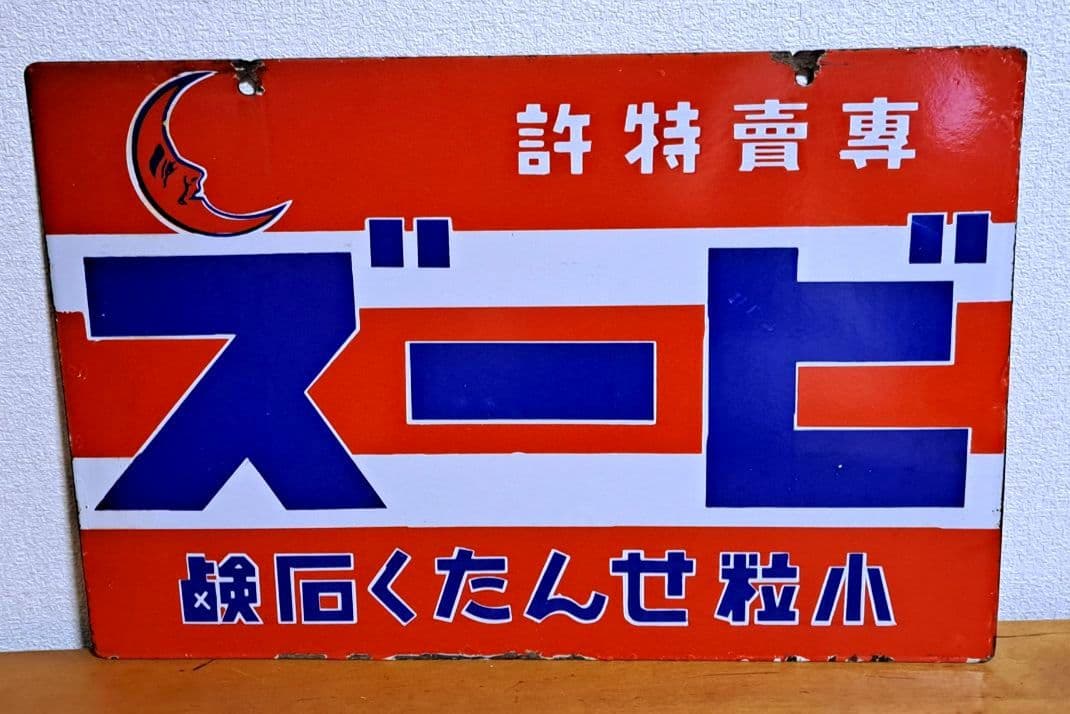 專賣特許
ビーズ
小粒せんたく石鹸